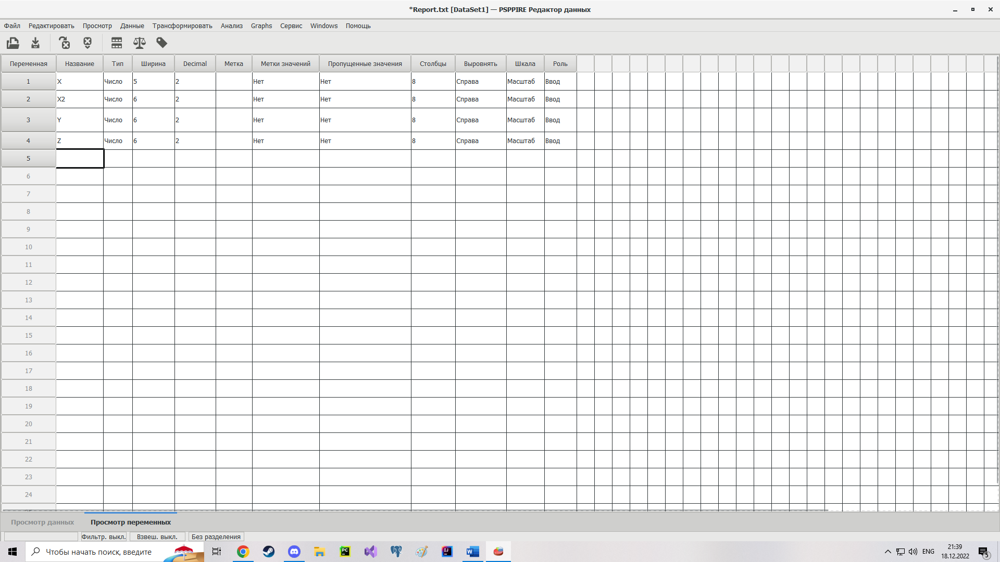 *Report.txt [DataSet1] — PSPPIRE Редактор данных
Файл Редактировать Просмотр Данные Трансформировать Анализ Graphs Сервис Windows Помощь
Переменная Название Тип Ширина Decimal Метка Метки значений Пропущенные значения Столбцы Выровнять Шкала Роль
1 X Число 5 2 Нет Нет 8 Справа Масштаб Ввод
2 X2 Число 6 2 Нет Нет 8 Справа Масштаб Ввод
3 Y Число 6 2 Нет Нет 8 Справа Масштаб Ввод
4 Z Число 6 2 Нет Нет 8 Справа Масштаб Ввод
5
6
7
8
9
10
11
12
13
14
15
16
17
18
19
20
21
22
23
24
Просмотр данных Просмотр переменных
Фильтр. выкл. Взвеш. выкл. Без разделения
Чтобы начать поиск, введите
PC
IJ
W
ENG
21:39
18.12.2022
5